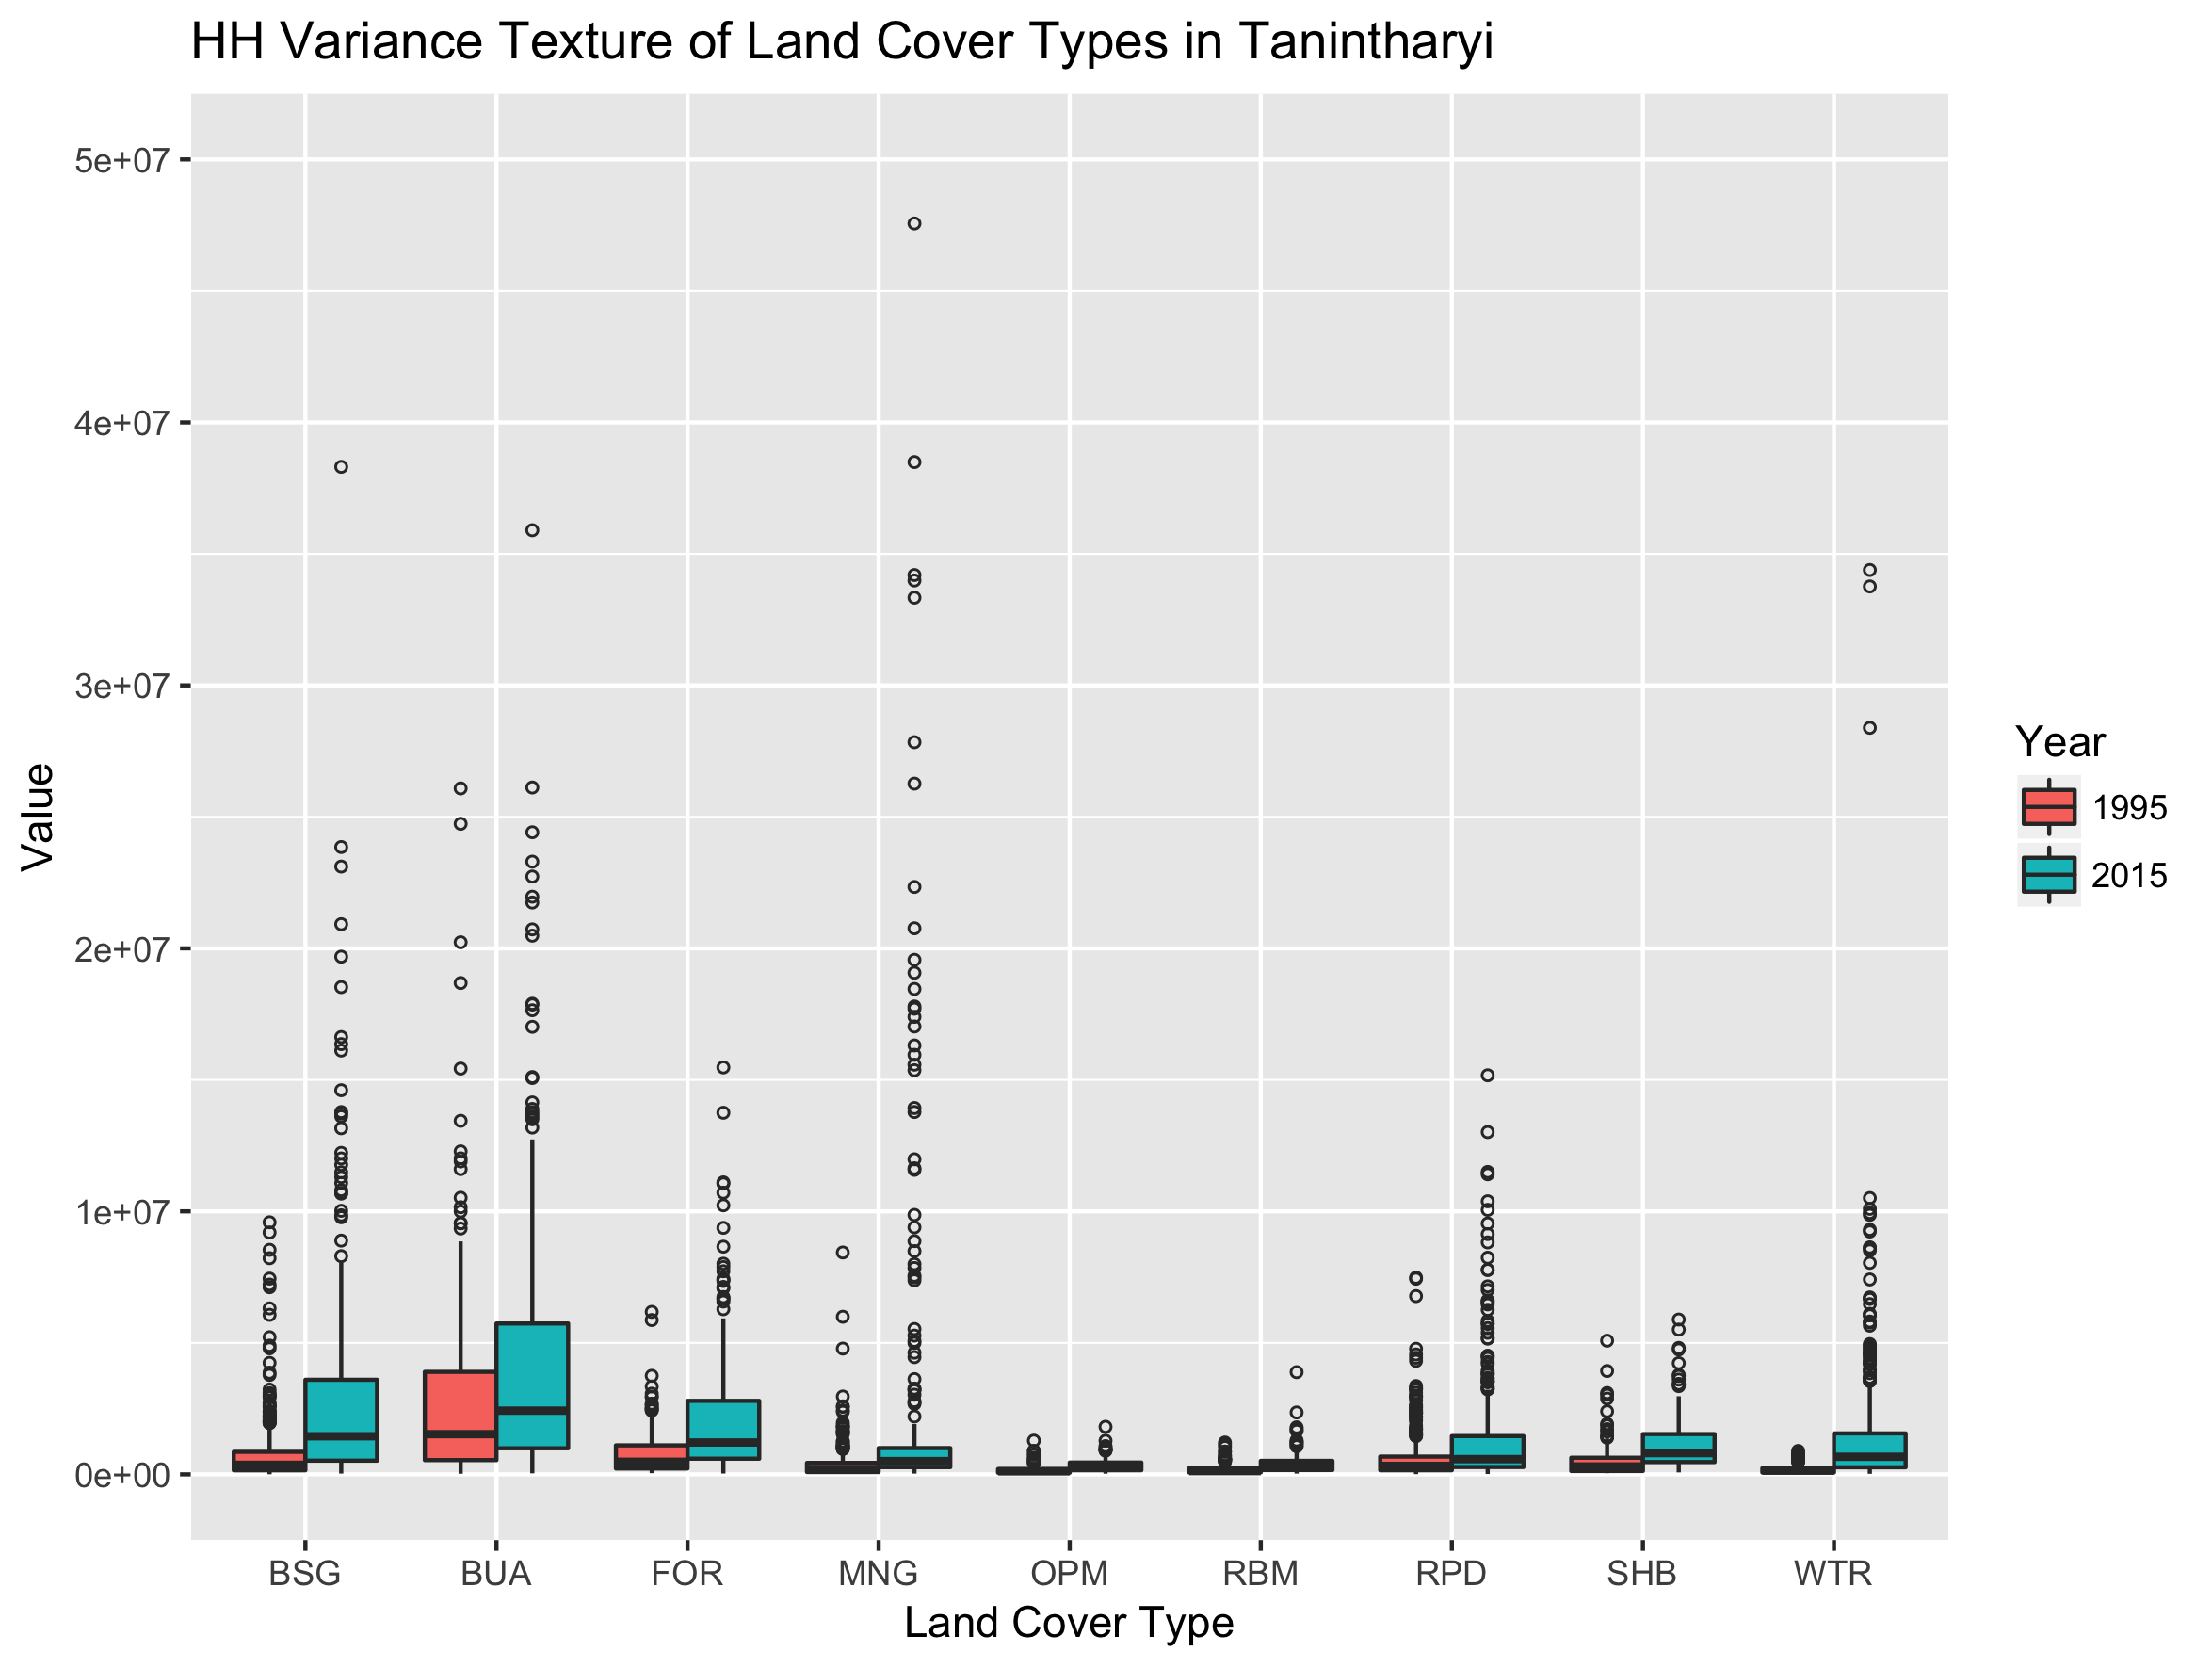 HH Variance Texture of Land Cover Types in Tanintharyi
5e+07
4e+07
3e+07
2e+07
1e+07
0e+00
Value
BSG BUA FOR MNG OPM RBM RPD SHB WTR
Land Cover Type
Year
1995
2015